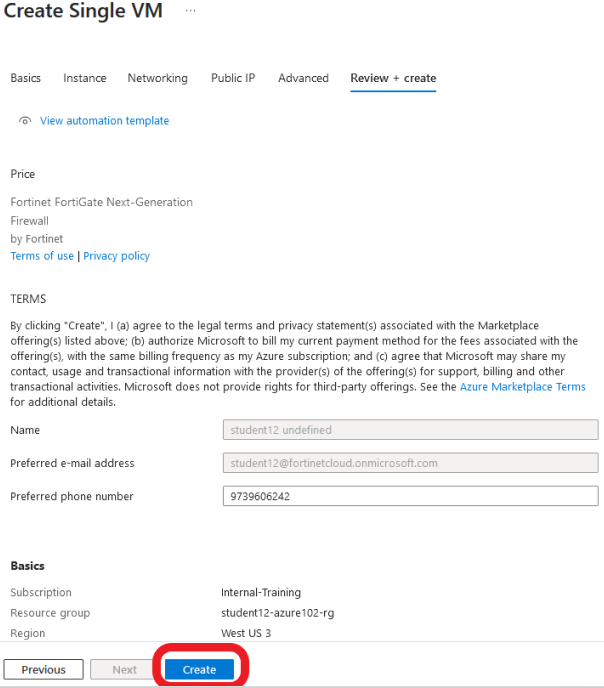 Create Single VM ...
Basics Instance Networking Public IP Advanced Review + create
View automation template
Price
Fortinet FortiGate Next-Generation
Firewall
by Fortinet
Terms of use | Privacy policy
TERMS
By clicking "Create", I (a) agree to the legal terms and privacy statement(s) associated with the Marketplace
offering(s) listed above; (b) authorize Microsoft to bill my current payment method for the fees associated with the
offering(s), with the same billing frequency as my Azure subscription; and (c) agree that Microsoft may share my
contact, usage and transactional information with the provider(s) of the offering(s) for support, billing and other
transactional activities. Microsoft does not provide rights for third-party offerings. See the Azure Marketplace Terms
for additional details.
Name student12 undefined
Preferred e-mail address student12@fortinetcloud.onmicrosoft.com
Preferred phone number 9739606242
Basics
Subscription Internal-Training
Resource group student12-azure102-rg
Region West US 3
Previous Next Create